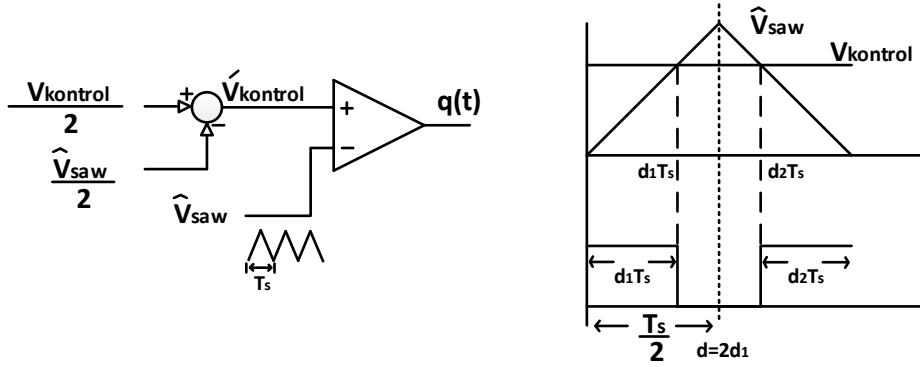 Vkontrol
2
+
V́kontrol
−
V̂saw
2
+
−
q(t)
V̂saw
Ts
V̂saw
Vkontrol
d1Ts
d2Ts
d1Ts
d2Ts
Ts
2
d=2d1